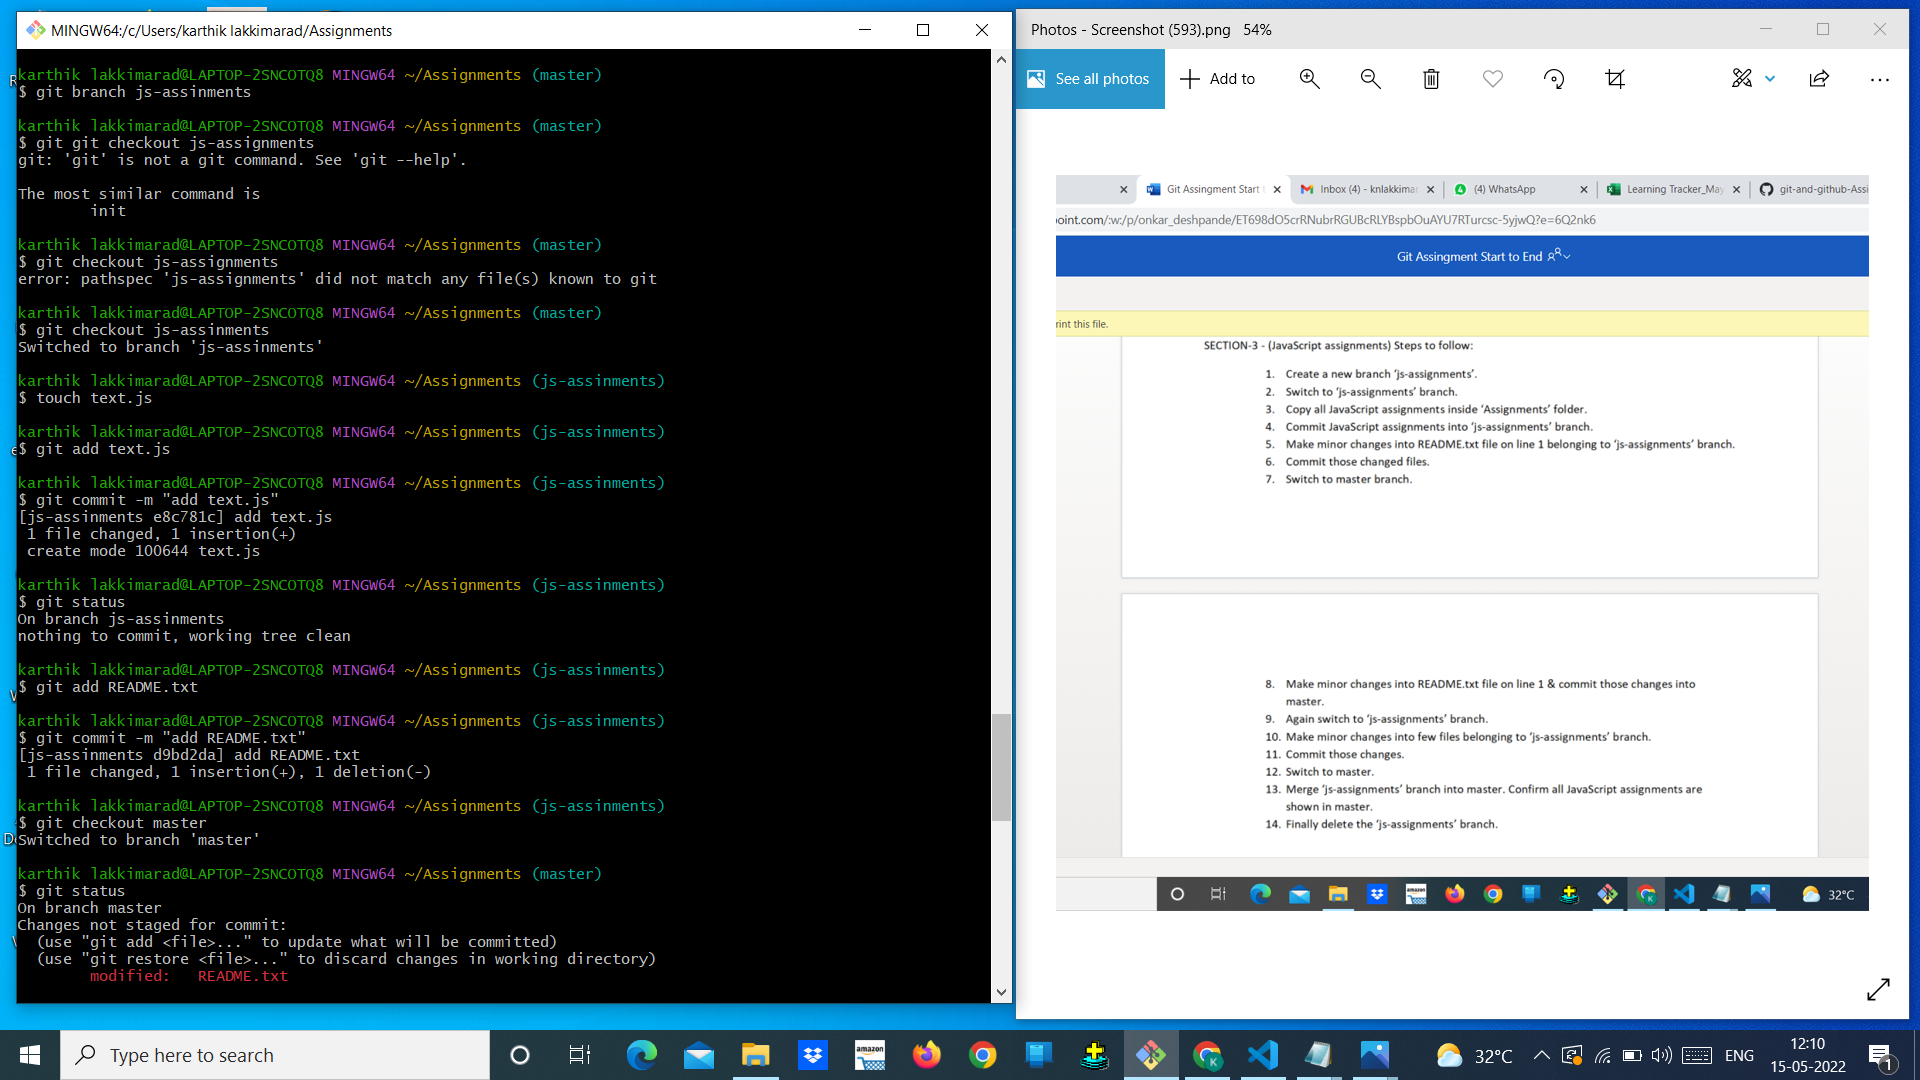 MINGW64:/c/Users/karthik lakkimarad/Assignments
karthik lakkimarad@LAPTOP-2SNCOTQ8 MINGW64 ~/Assignments (master)
$ git branch js-assinments
karthik lakkimarad@LAPTOP-2SNCOTQ8 MINGW64 ~/Assignments (master)
$ git git checkout js-assignments
git: 'git' is not a git command. See 'git --help'.
The most similar command is
init
karthik lakkimarad@LAPTOP-2SNCOTQ8 MINGW64 ~/Assignments (master)
$ git checkout js-assignments
error: pathspec 'js-assignments' did not match any file(s) known to git
karthik lakkimarad@LAPTOP-2SNCOTQ8 MINGW64 ~/Assignments (master)
$ git checkout js-assinments
Switched to branch 'js-assinments'
karthik lakkimarad@LAPTOP-2SNCOTQ8 MINGW64 ~/Assignments (js-assinments)
$ touch text.js
karthik lakkimarad@LAPTOP-2SNCOTQ8 MINGW64 ~/Assignments (js-assinments)
$ git add text.js
karthik lakkimarad@LAPTOP-2SNCOTQ8 MINGW64 ~/Assignments (js-assinments)
$ git commit -m "add text.js"
[js-assinments e8c781c] add text.js
1 file changed, 1 insertion(+)
create mode 100644 text.js
karthik lakkimarad@LAPTOP-2SNCOTQ8 MINGW64 ~/Assignments (js-assinments)
$ git status
On branch js-assinments
nothing to commit, working tree clean
karthik lakkimarad@LAPTOP-2SNCOTQ8 MINGW64 ~/Assignments (js-assinments)
$ git add README.txt
karthik lakkimarad@LAPTOP-2SNCOTQ8 MINGW64 ~/Assignments (js-assinments)
$ git commit -m "add README.txt"
[js-assinments d9bd2da] add README.txt
1 file changed, 1 insertion(+), 1 deletion(-)
karthik lakkimarad@LAPTOP-2SNCOTQ8 MINGW64 ~/Assignments (js-assinments)
$ git checkout master
Switched to branch 'master'
karthik lakkimarad@LAPTOP-2SNCOTQ8 MINGW64 ~/Assignments (master)
$ git status
On branch master
Changes not staged for commit:
(use "git add <file>..." to update what will be committed)
(use "git restore <file>..." to discard changes in working directory)
modified: README.txt
Photos - Screenshot (593).png 54%
See all photos
Add to
Git Assingment Start t
Inbox (4) - knlakkimar
(4) WhatsApp
Learning Tracker_May
git-and-github-Assi
point.com/:w:/p/onkar_deshpande/ET698dO5crRNubrRGUBcRLYBspbOuAYU7RTurcsc-5yjwQ?e=6Q2nk6
Git Assingment Start to End
rint this file.
SECTION-3 - (JavaScript assignments) Steps to follow:
1. Create a new branch ‘js-assignments’.
2. Switch to ‘js-assignments’ branch.
3. Copy all JavaScript assignments inside ‘Assignments’ folder.
4. Commit JavaScript assignments into ‘js-assignments’ branch.
5. Make minor changes into README.txt file on line 1 belonging to ‘js-assignments’ branch.
6. Commit those changed files.
7. Switch to master branch.
8. Make minor changes into README.txt file on line 1 & commit those changes into
master.
9. Again switch to ‘js-assignments’ branch.
10. Make minor changes into few files belonging to ‘js-assignments’ branch.
11. Commit those changes.
12. Switch to master.
13. Merge ‘js-assignments’ branch into master. Confirm all JavaScript assignments are
shown in master.
14. Finally delete the ‘js-assignments’ branch.
amazon
32°C
Type here to search
amazon
32°C
ENG
12:10
15-05-2022
1